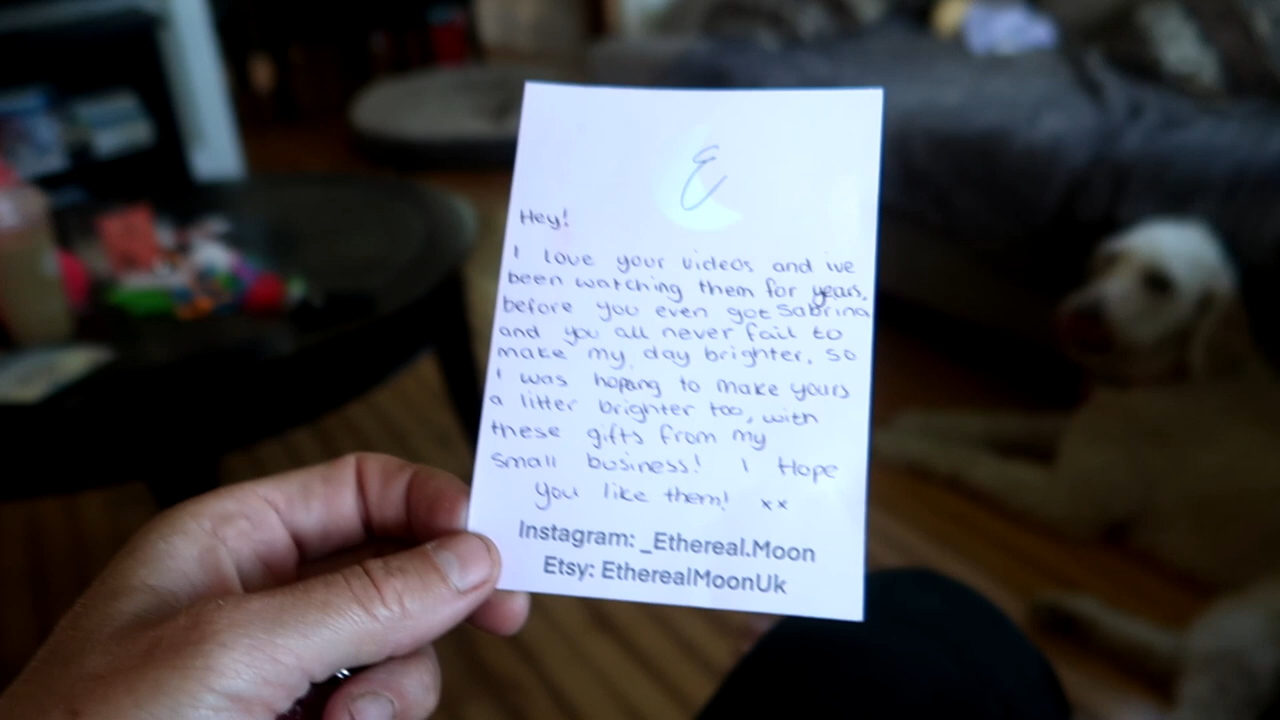 E
Hey!
I love your videos and ive
been watching them for years,
before you even got Sabrina
and you all never fail to
make my day brighter, so
I was hopeing to make yours
a litter brighter too, with
these gifts from my
small business! I Hope
you like them! xx
Instagram: _Ethereal.Moon
Etsy: EtherealMoonUk